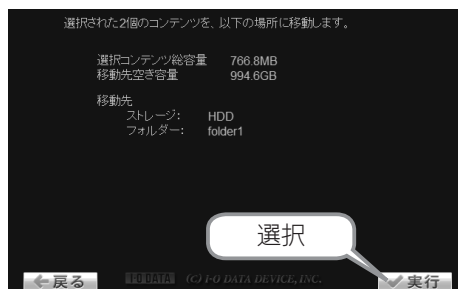 選択された2個のコンテンツを、以下の場所に移動します。
選択コンテンツ総容量 766.8MB
移動先空き容量 994.6GB
移動先
ストレージ: HDD
フォルダー: folder1
選択
戻る I-O DATA (C) I-O DATA DEVICE, INC. 実行